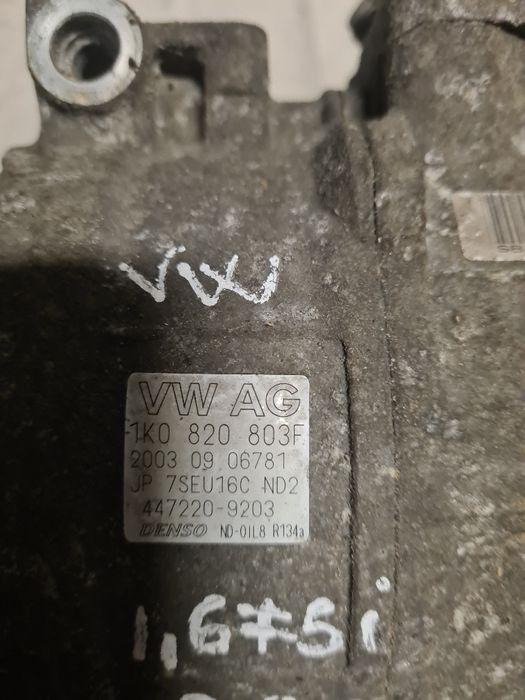 VW
VW AG
1K0 820 803F
2003 09 06781
JP 7SEU16C ND2
447220-9203
DENSO ND-OIL8 R134a